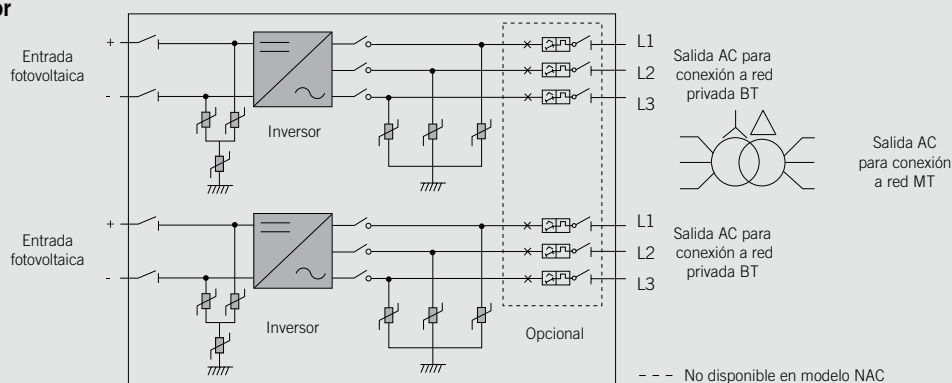 or
Entrada
fotovoltaica
+
-
Inversor
L1
L2
L3
Salida AC para
conexión a red
privada BT
Salida AC
para conexión
a red MT
Entrada
fotovoltaica
+
-
Inversor
L1
L2
L3
Salida AC para
conexión a red
privada BT
Opcional
No disponible en modelo NAC